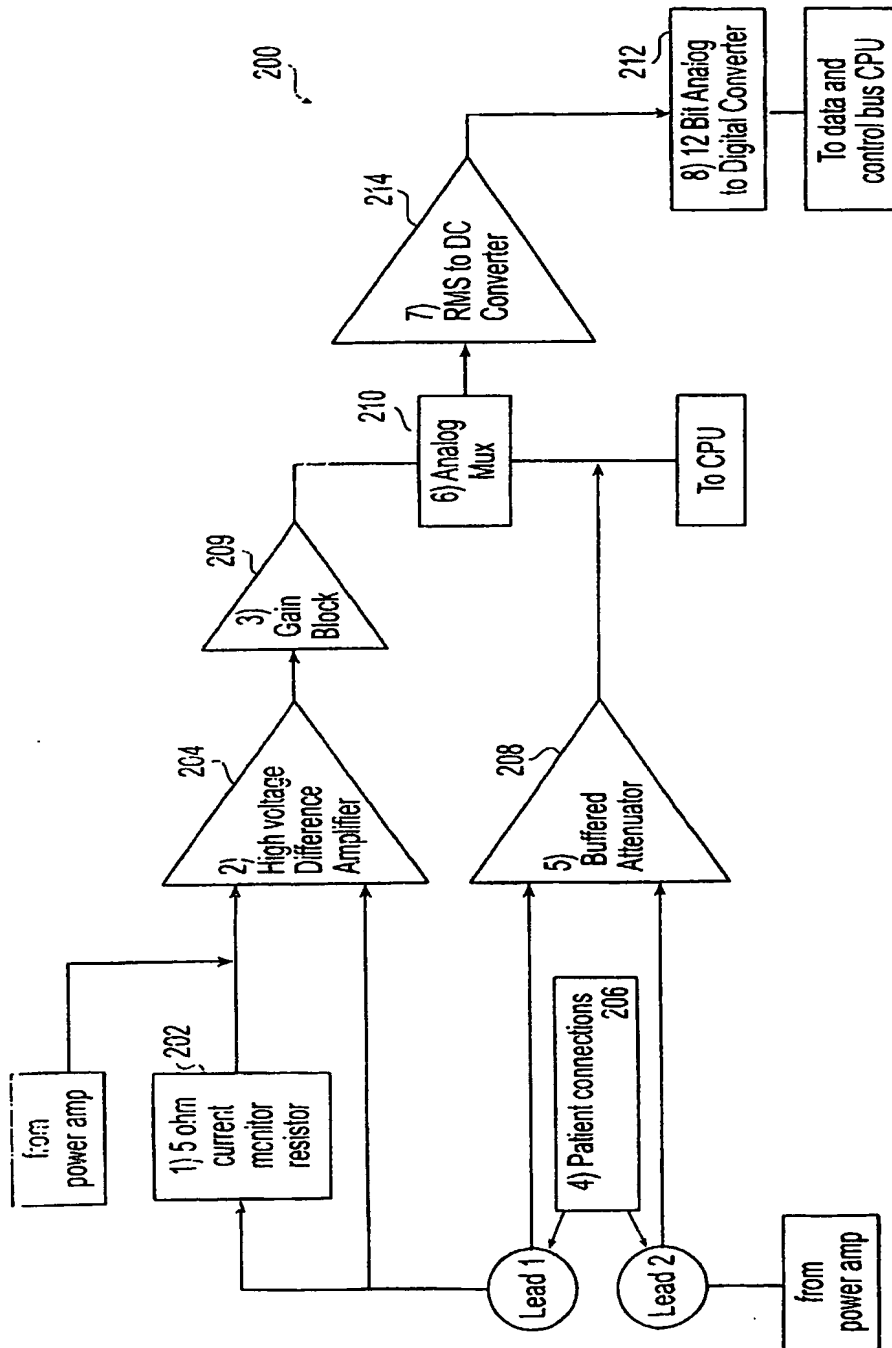 200
from
power amp
1) 5 ohm
current
mcnitor
resistor
202
2)
High voltage
Difference
Amplifier
204
3)
Gain
Block
209
Lead 1
Lead 2
4) Patient connections
206
from
power amp
5)
Buffered
Attenuator
208
6) Analog
Mux
210
To CPU
7)
RMS to DC
Converter
214
8) 12 Bit Analog
to Digital Converter
212
To data and
control bus CPU